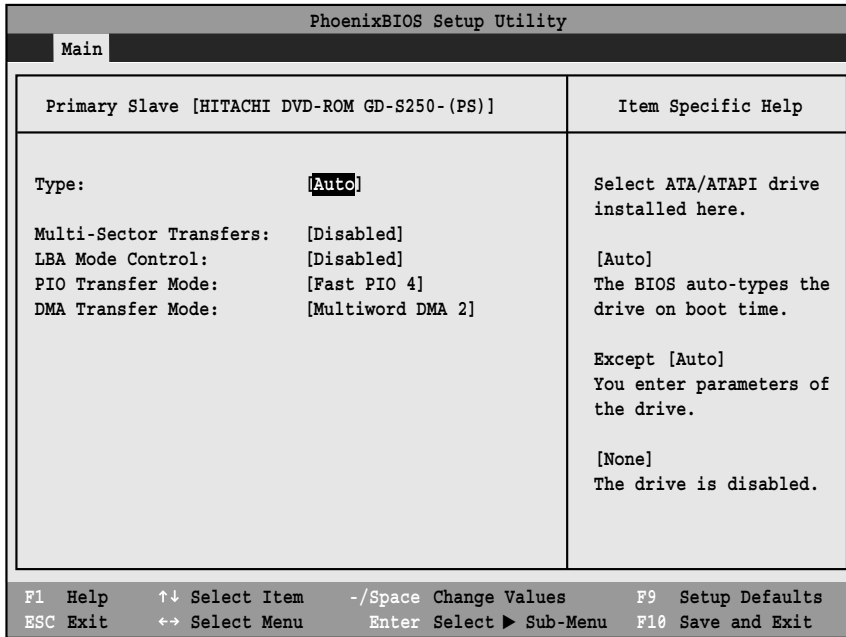 PhoenixBIOS Setup Utility
Main
Primary Slave [HITACHI DVD-ROM GD-S250-(PS)]
Type: [Auto]
Multi-Sector Transfers: [Disabled]
LBA Mode Control: [Disabled]
PIO Transfer Mode: [Fast PIO 4]
DMA Transfer Mode: [Multiword DMA 2]
Item Specific Help
Select ATA/ATAPI drive
installed here.
[Auto]
The BIOS auto-types the
drive on boot time.
Except [Auto]
You enter parameters of
the drive.
[None]
The drive is disabled.
F1 Help ↑↓ Select Item -/Space Change Values F9 Setup Defaults
ESC Exit ←→ Select Menu Enter Select ▶ Sub-Menu F10 Save and Exit